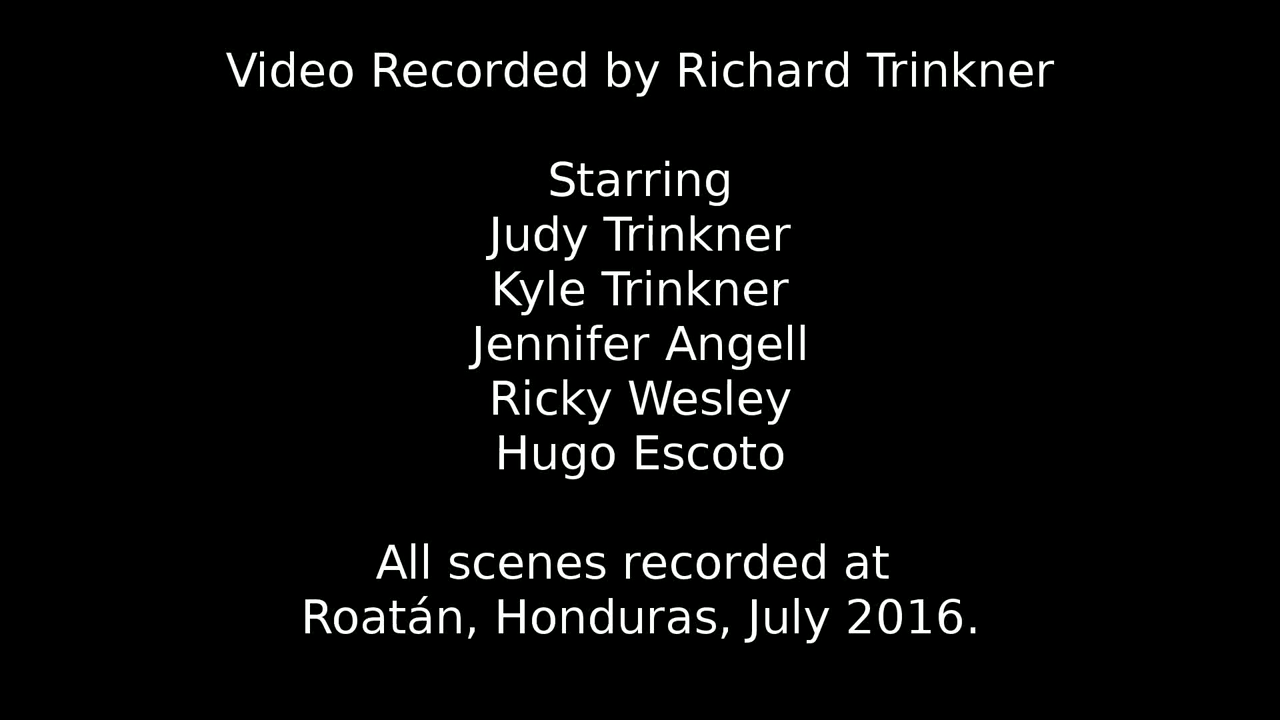 Video Recorded by Richard Trinkner
Starring
Judy Trinkner
Kyle Trinkner
Jennifer Angell
Ricky Wesley
Hugo Escoto
All scenes recorded at
Roatán, Honduras, July 2016.